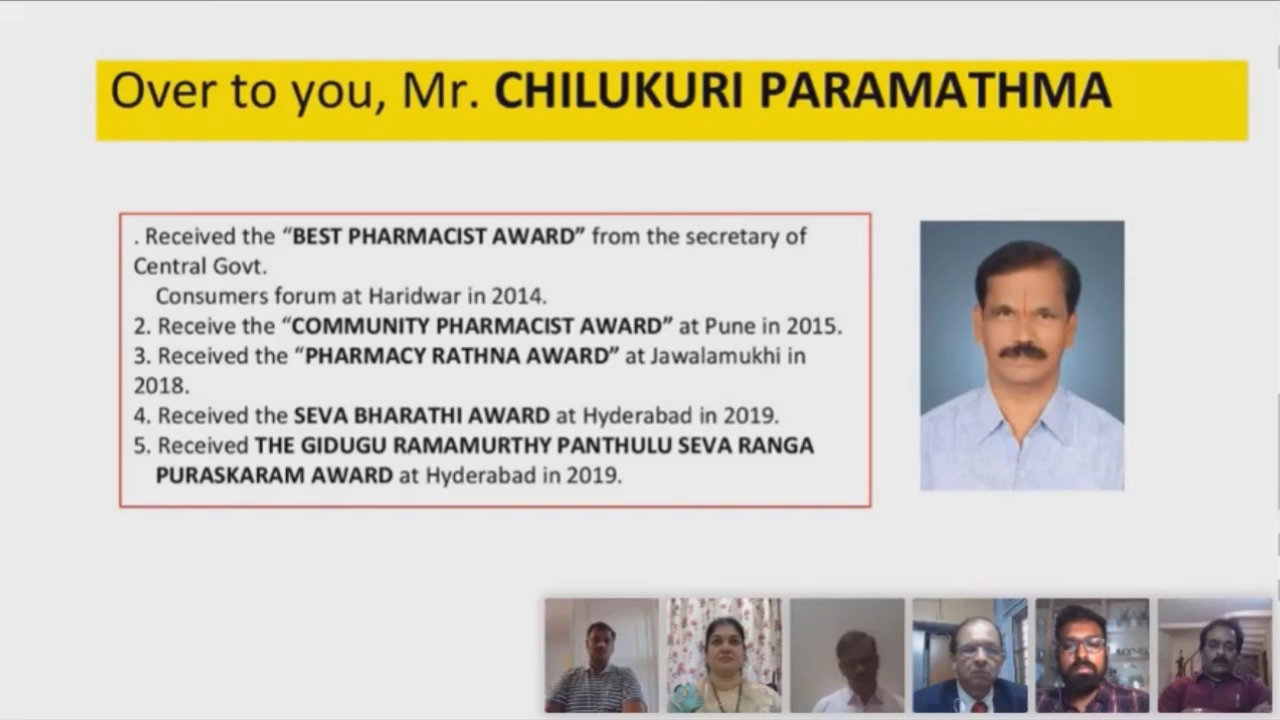 Over to you, Mr. CHILUKURI PARAMATHMA
. Received the “BEST PHARMACIST AWARD” from the secretary of
Central Govt.
Consumers forum at Haridwar in 2014.
2. Receive the “COMMUNITY PHARMACIST AWARD” at Pune in 2015.
3. Received the “PHARMACY RATHNA AWARD” at Jawalamukhi in
2018.
4. Received the SEVA BHARATHI AWARD at Hyderabad in 2019.
5. Received THE GIDUGU RAMAMURTHY PANTHULU SEVA RANGA
PURASKARAM AWARD at Hyderabad in 2019.